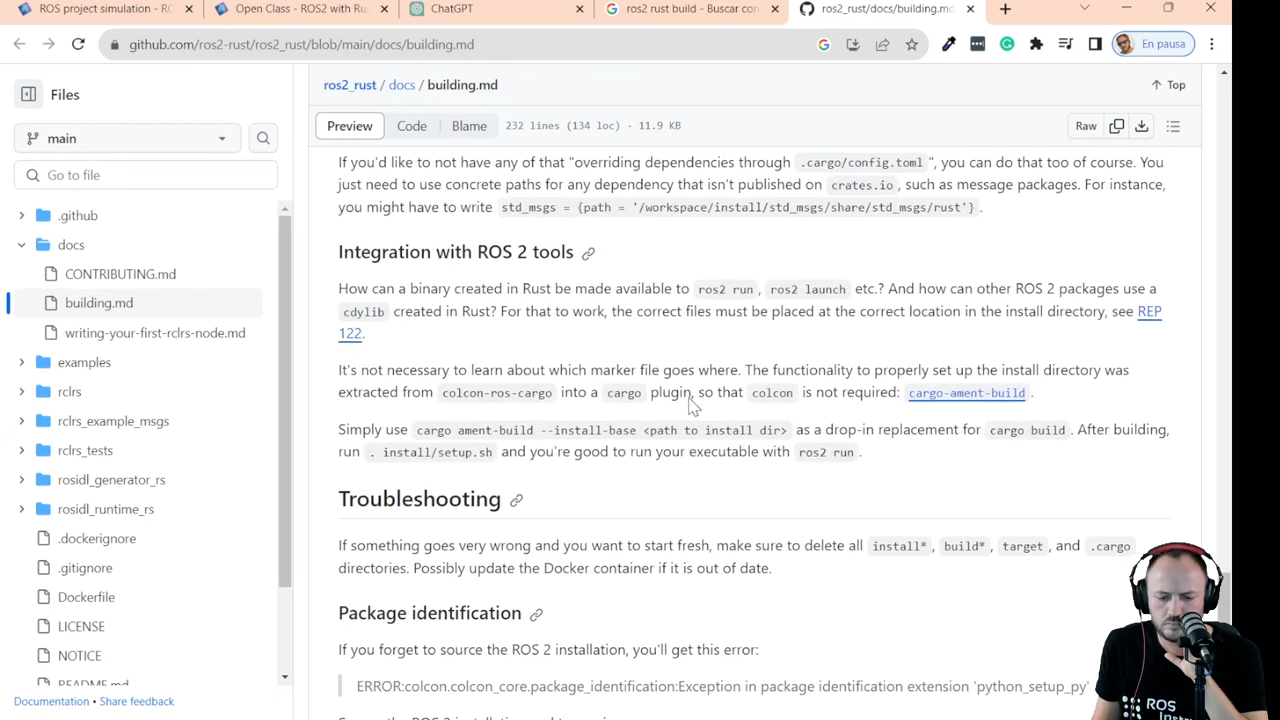 ROS project simulation - RC
Open Class - ROS2 with Ru
ChatGPT
ros2 rust build - Buscar con
ros2_rust/docs/building.md
github.com/ros2-rust/ros2_rust/blob/main/docs/building.md
En pausa
Files
main
Go to file
.github
docs
CONTRIBUTING.md
building.md
writing-your-first-rclrs-node.md
examples
rclrs
rclrs_example_msgs
rclrs_tests
rosidl_generator_rs
rosidl_runtime_rs
.dockerignore
.gitignore
Dockerfile
LICENSE
NOTICE
README.md
Documentation • Share feedback
ros2_rust / docs / building.md
Top
Preview Code Blame 232 lines (134 loc) · 11.9 KB
Raw
If you'd like to not have any of that "overriding dependencies through .cargo/config.toml ", you can do that too of course. You
just need to use concrete paths for any dependency that isn't published on crates.io , such as message packages. For instance,
you might have to write std_msgs = {path = '/workspace/install/std_msgs/share/std_msgs/rust'} .
Integration with ROS 2 tools
How can a binary created in Rust be made available to ros2 run , ros2 launch etc.? And how can other ROS 2 packages use a
cdylib created in Rust? For that to work, the correct files must be placed at the correct location in the install directory, see REP
122.
It's not necessary to learn about which marker file goes where. The functionality to properly set up the install directory was
extracted from colcon-ros-cargo into a cargo plugin, so that colcon is not required: cargo-ament-build .
Simply use cargo ament-build --install-base <path to install dir> as a drop-in replacement for cargo build . After building,
run . install/setup.sh and you're good to run your executable with ros2 run .
Troubleshooting
If something goes very wrong and you want to start fresh, make sure to delete all install* , build* , target , and .cargo
directories. Possibly update the Docker container if it is out of date.
Package identification
If you forget to source the ROS 2 installation, you'll get this error:
ERROR:colcon.colcon_core.package_identification:Exception in package identification extension 'python_setup_py'
ROS